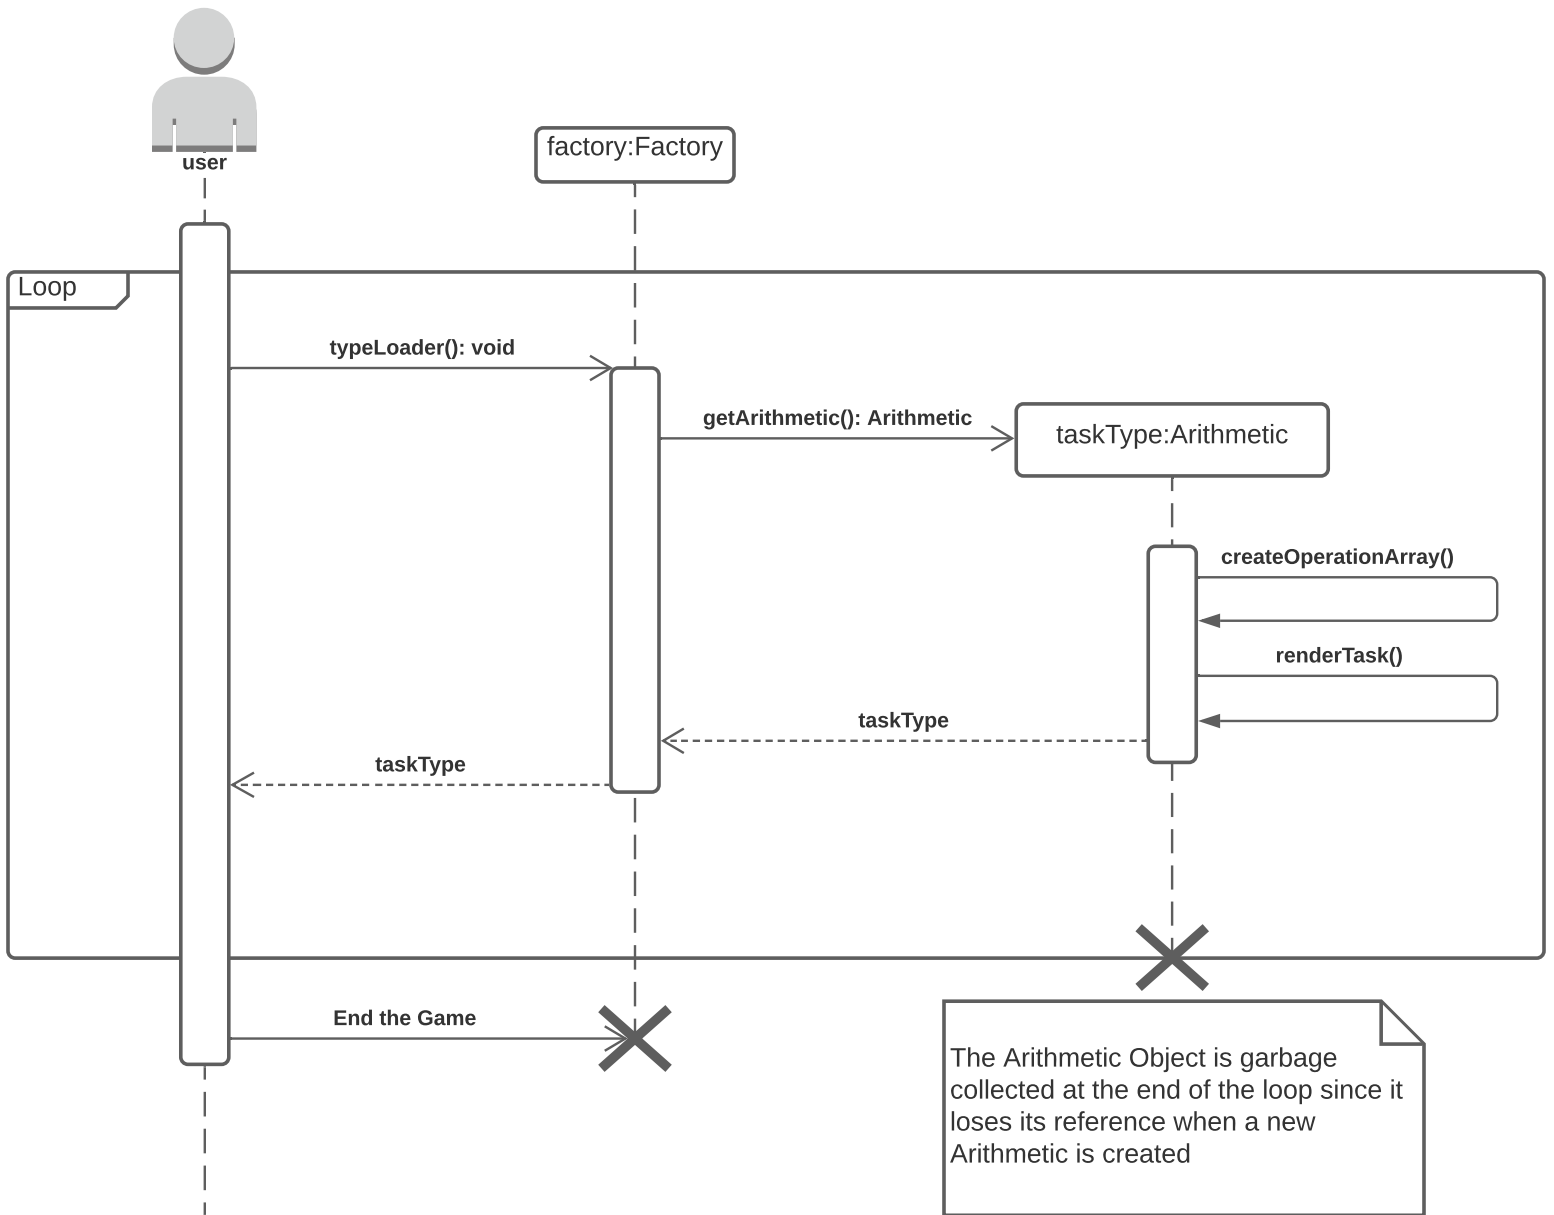 user
factory:Factory
Loop
typeLoader(): void
getArithmetic(): Arithmetic
taskType:Arithmetic
createOperationArray()
renderTask()
taskType
taskType
End the Game
The Arithmetic Object is garbage
collected at the end of the loop since it
loses its reference when a new
Arithmetic is created